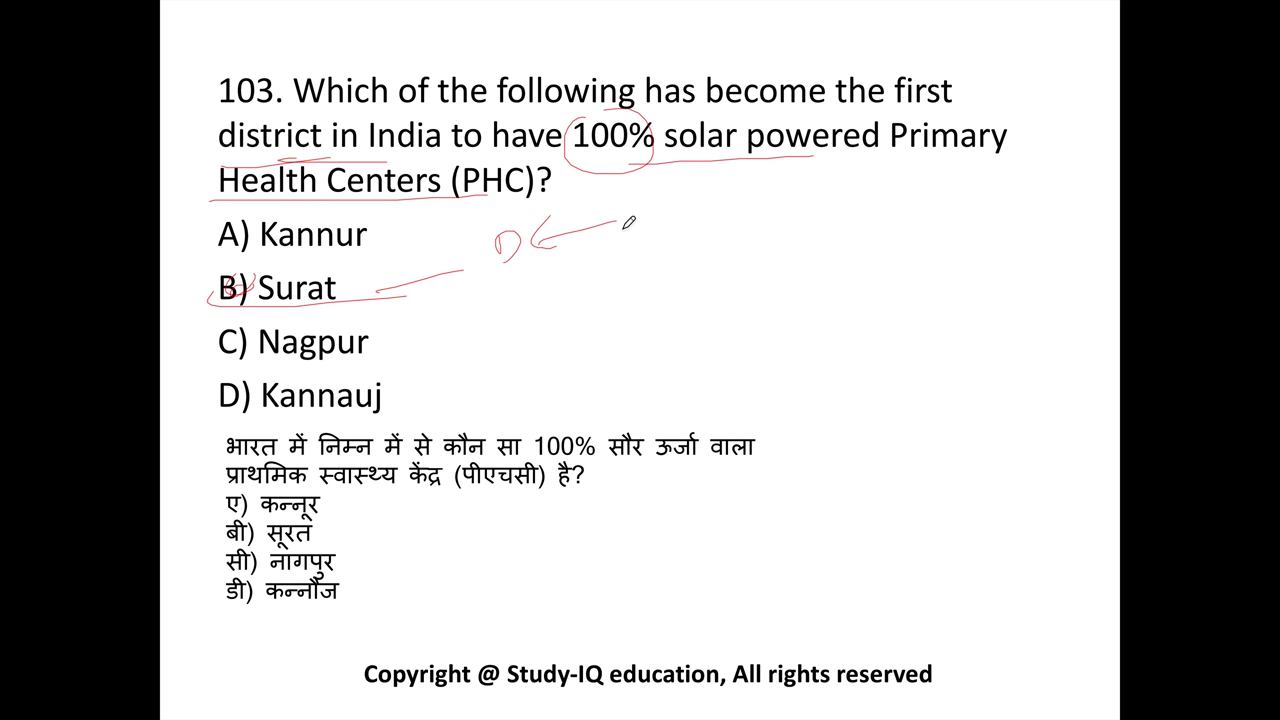 103. Which of the following has become the first
district in India to have 100% solar powered Primary
Health Centers (PHC)?
A) Kannur
D
B) Surat
C) Nagpur
D) Kannauj
भारत में निम्न में से कौन सा 100% सौर ऊर्जा वाला
प्राथमिक स्वास्थ्य केंद्र (पीएचसी) है?
ए) कन्नूर
बी) सूरत
सी) नागपुर
डी) कन्नौज
Copyright @ Study-IQ education, All rights reserved